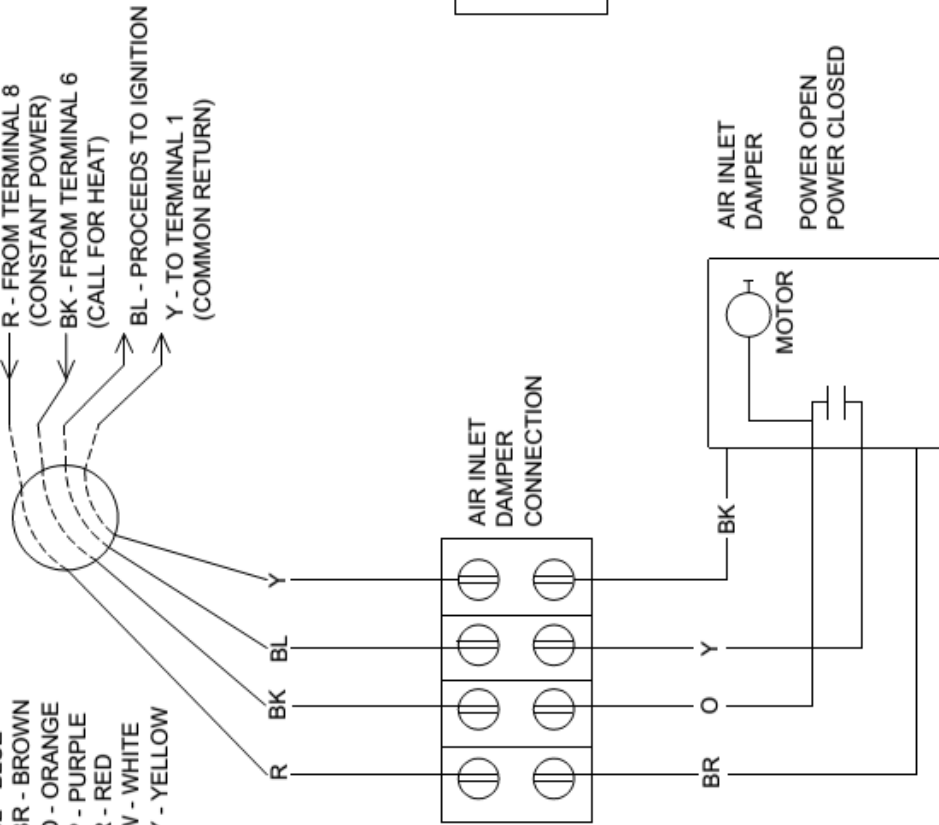 R - FROM TERMINAL 8
(CONSTANT POWER)
BK - FROM TERMINAL 6
(CALL FOR HEAT)
BL - PROCEEDS TO IGNITION
Y - TO TERMINAL 1
(COMMON RETURN)
AIR INLET
DAMPER
POWER OPEN
POWER CLOSED
MOTOR
AIR INLET
DAMPER
CONNECTION
BK
Y
BL
BK
R
Y
O
BR
BR - BROWN
O - ORANGE
P - PURPLE
R - RED
W - WHITE
Y - YELLOW